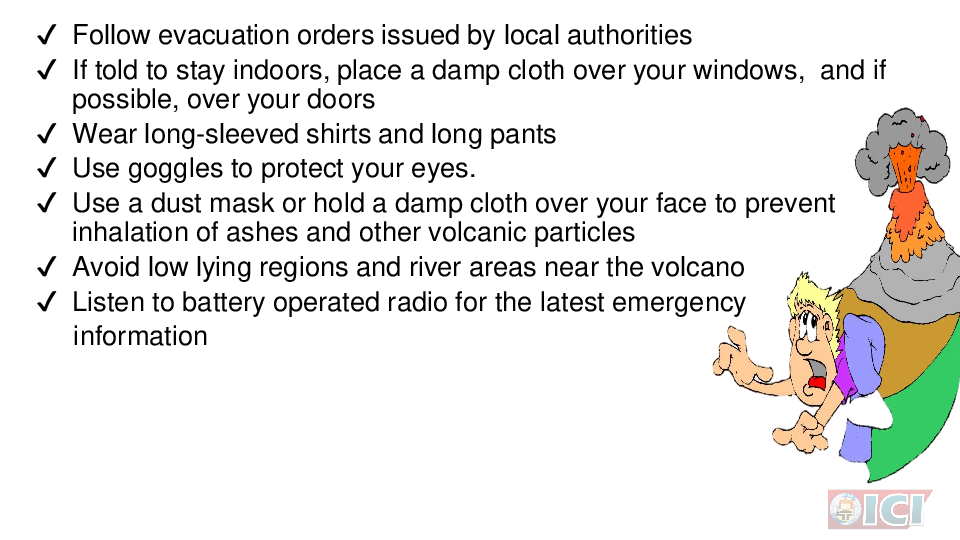 ✓ Follow evacuation orders issued by local authorities
✓ If told to stay indoors, place a damp cloth over your windows,  and if
possible, over your doors
✓ Wear long-sleeved shirts and long pants
✓ Use goggles to protect your eyes.
✓ Use a dust mask or hold a damp cloth over your face to prevent
inhalation of ashes and other volcanic particles
✓ Avoid low lying regions and river areas near the volcano
✓ Listen to battery operated radio for the latest emergency
information
ICI